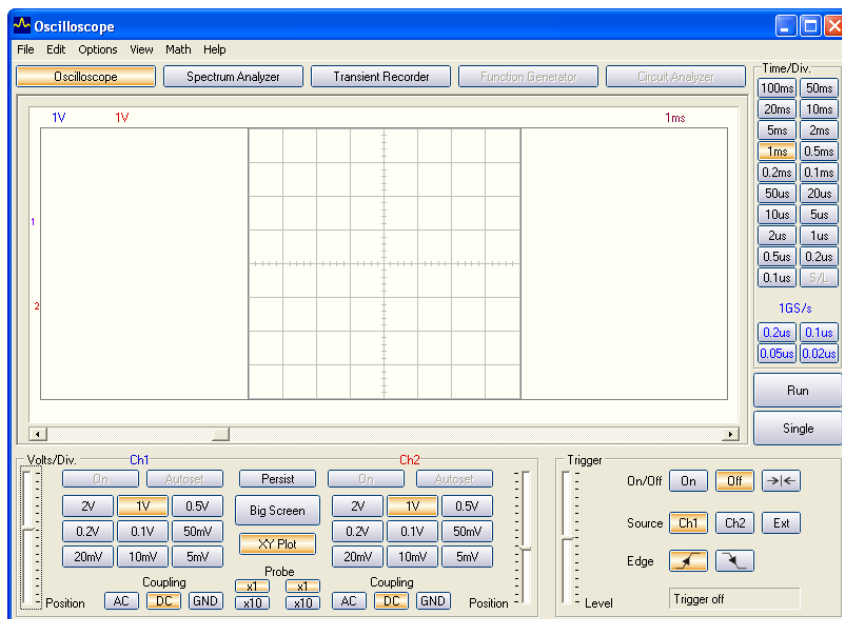 Oscilloscope
File Edit Options View Math Help
Oscilloscope Spectrum Analyzer Transient Recorder Function Generator Circuit Analyzer
Time/Div.
1V 1V 1ms
100ms 50ms
20ms 10ms
5ms 2ms
1ms 0.5ms
0.2ms 0.1ms
50us 20us
10us 5us
2us 1us
0.5us 0.2us
0.1us S/L
1
2
1GS/s
0.2us 0.1us
0.05us 0.02us
Run
Single
Volts/Div. Ch1 Ch2
On Autoset Persist On Autoset
2V 1V 0.5V Big Screen 2V 1V 0.5V
0.2V 0.1V 50mV XY Plot 0.2V 0.1V 50mV
20mV 10mV 5mV 20mV 10mV 5mV
Coupling Probe Coupling
x1 x1
Position AC DC GND x10 x10 AC DC GND Position
Trigger
On/Off On Off →|←
Source Ch1 Ch2 Ext
Edge
Level Trigger off